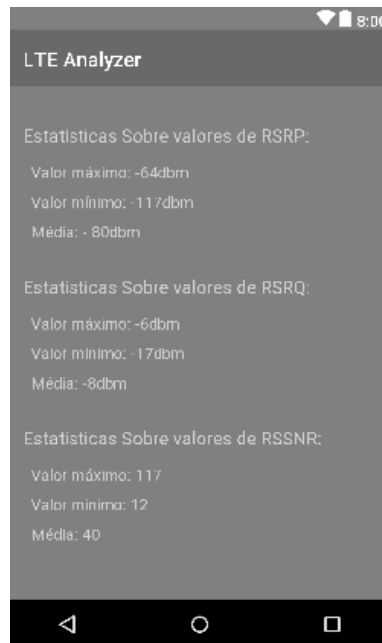 8:00
LTE Analyzer
Estatisticas Sobre valores de RSRP:
Valor máximo: -64dbm
Valor mínimo: -117dbm
Média: - 80dbm
Estatisticas Sobre valores de RSRQ:
Valor máximo: -6dbm
Valor mínimo: -17dbm
Média: -8dbm
Estatisticas Sobre valores de RSSNR:
Valor máximo: 117
Valor minimo: 12
Média: 40